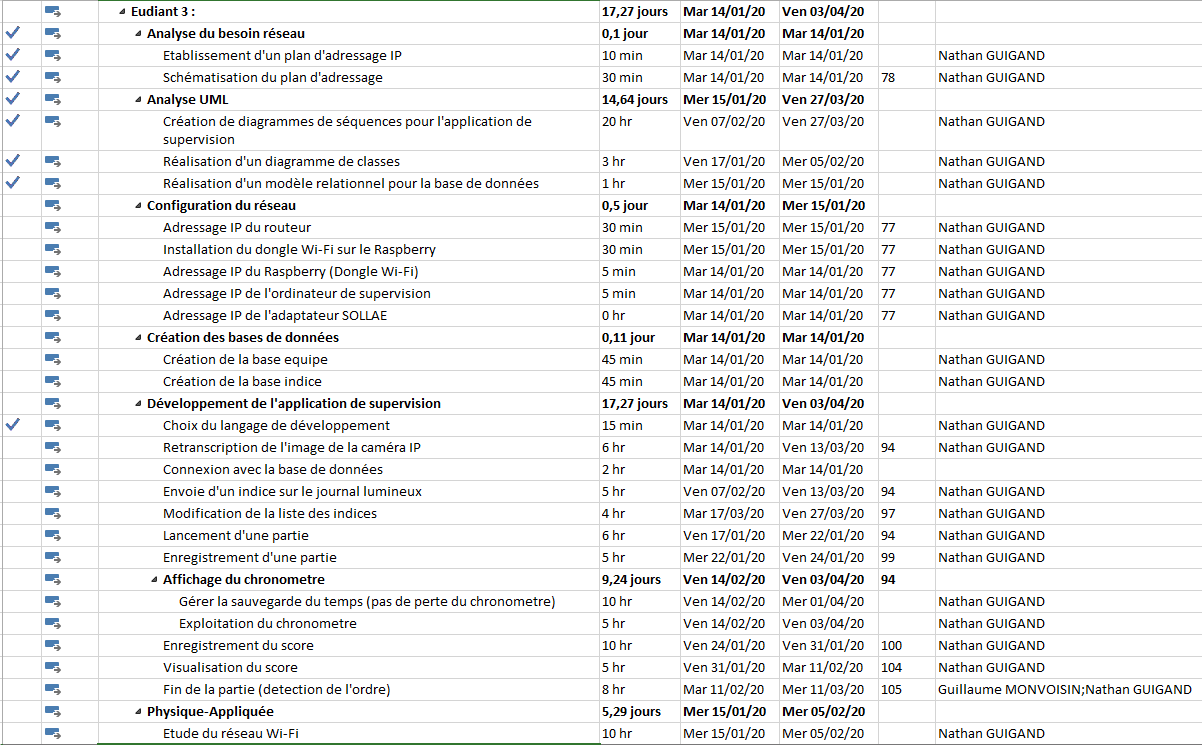 Eudiant 3 : 17,27 jours Mar 14/01/20 Ven 03/04/20
Analyse du besoin réseau 0,1 jour Mar 14/01/20 Mar 14/01/20
Etablissement d'un plan d'adressage IP 10 min Mar 14/01/20 Mar 14/01/20 Nathan GUIGAND
Schématisation du plan d'adressage 30 min Mar 14/01/20 Mar 14/01/20 78 Nathan GUIGAND
Analyse UML 14,64 jours Mer 15/01/20 Ven 27/03/20
Création de diagrammes de séquences pour l'application de 20 hr Ven 07/02/20 Ven 27/03/20 Nathan GUIGAND
supervision
Réalisation d'un diagramme de classes 3 hr Ven 17/01/20 Mer 05/02/20 Nathan GUIGAND
Réalisation d'un modèle relationnel pour la base de données 1 hr Mer 15/01/20 Mer 15/01/20 Nathan GUIGAND
Configuration du réseau 0,5 jour Mar 14/01/20 Mer 15/01/20
Adressage IP du routeur 30 min Mer 15/01/20 Mer 15/01/20 77 Nathan GUIGAND
Installation du dongle Wi-Fi sur le Raspberry 30 min Mer 15/01/20 Mer 15/01/20 77 Nathan GUIGAND
Adressage IP du Raspberry (Dongle Wi-Fi) 5 min Mar 14/01/20 Mar 14/01/20 77 Nathan GUIGAND
Adressage IP de l'ordinateur de supervision 5 min Mar 14/01/20 Mar 14/01/20 77 Nathan GUIGAND
Adressage IP de l'adaptateur SOLLAE 0 hr Mar 14/01/20 Mar 14/01/20 77 Nathan GUIGAND
Création des bases de données 0,11 jour Mar 14/01/20 Mar 14/01/20
Création de la base equipe 45 min Mar 14/01/20 Mar 14/01/20 Nathan GUIGAND
Création de la base indice 45 min Mar 14/01/20 Mar 14/01/20 Nathan GUIGAND
Développement de l'application de supervision 17,27 jours Mar 14/01/20 Ven 03/04/20
Choix du langage de développement 15 min Mar 14/01/20 Mar 14/01/20 Nathan GUIGAND
Retranscription de l'image de la caméra IP 6 hr Mar 14/01/20 Ven 13/03/20 94 Nathan GUIGAND
Connexion avec la base de données 2 hr Mar 14/01/20 Mar 14/01/20
Envoie d'un indice sur le journal lumineux 5 hr Ven 07/02/20 Ven 13/03/20 94 Nathan GUIGAND
Modification de la liste des indices 4 hr Mar 17/03/20 Ven 27/03/20 97 Nathan GUIGAND
Lancement d'une partie 6 hr Ven 17/01/20 Mer 22/01/20 94 Nathan GUIGAND
Enregistrement d'une partie 5 hr Mer 22/01/20 Ven 24/01/20 99 Nathan GUIGAND
Affichage du chronometre 9,24 jours Ven 14/02/20 Ven 03/04/20 94
Gérer la sauvegarde du temps (pas de perte du chronometre) 10 hr Ven 14/02/20 Mer 01/04/20 Nathan GUIGAND
Exploitation du chronometre 5 hr Ven 14/02/20 Ven 03/04/20 Nathan GUIGAND
Enregistrement du score 10 hr Ven 24/01/20 Ven 31/01/20 100 Nathan GUIGAND
Visualisation du score 5 hr Ven 31/01/20 Mar 11/02/20 104 Nathan GUIGAND
Fin de la partie (detection de l'ordre) 8 hr Mar 11/02/20 Mer 11/03/20 105 Guillaume MONVOISIN;Nathan GUIGAND
Physique-Appliquée 5,29 jours Mer 15/01/20 Mer 05/02/20
Etude du réseau Wi-Fi 10 hr Mer 15/01/20 Mer 05/02/20 Nathan GUIGAND